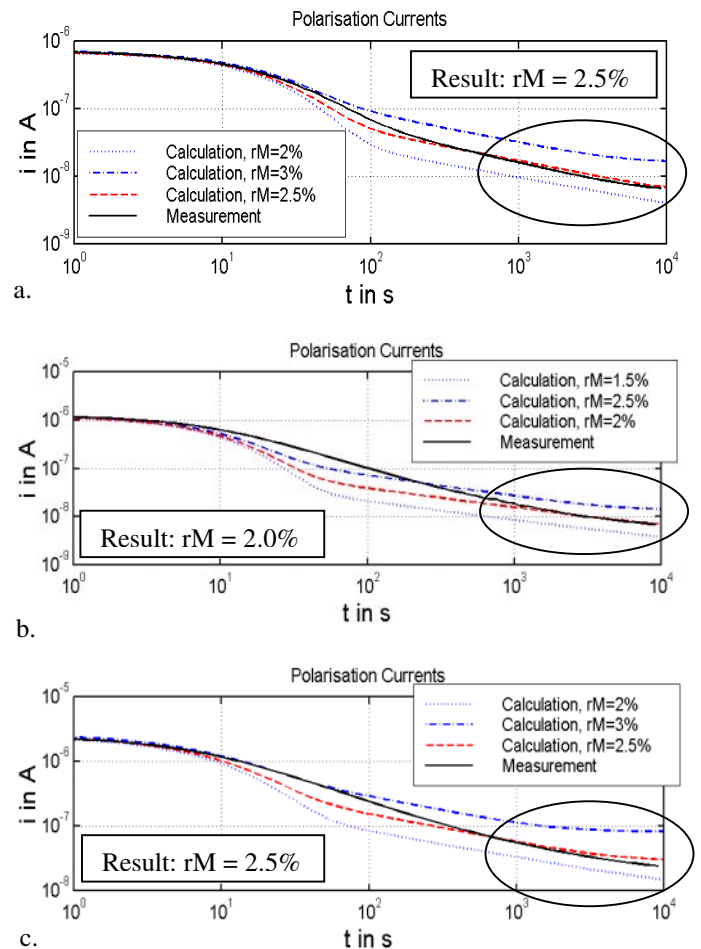 Polarisation Currents
10^-6
10^-7
10^-8
10^-9
i in A
Result: rM = 2.5%
Calculation, rM=2%
Calculation, rM=3%
Calculation, rM=2.5%
Measurement
10^0 10^1 10^2 10^3 10^4
t in s
a.
Polarisation Currents
10^-5
10^-6
10^-7
10^-8
10^-9
i in A
Calculation, rM=1.5%
Calculation, rM=2.5%
Calculation, rM=2%
Measurement
Result: rM = 2.0%
10^0 10^1 10^2 10^3 10^4
t in s
b.
Polarisation Currents
10^-5
10^-6
10^-7
10^-8
i in A
Calculation, rM=2%
Calculation, rM=3%
Calculation, rM=2.5%
Measurement
Result: rM = 2.5%
10^0 10^1 10^2 10^3 10^4
t in s
c.